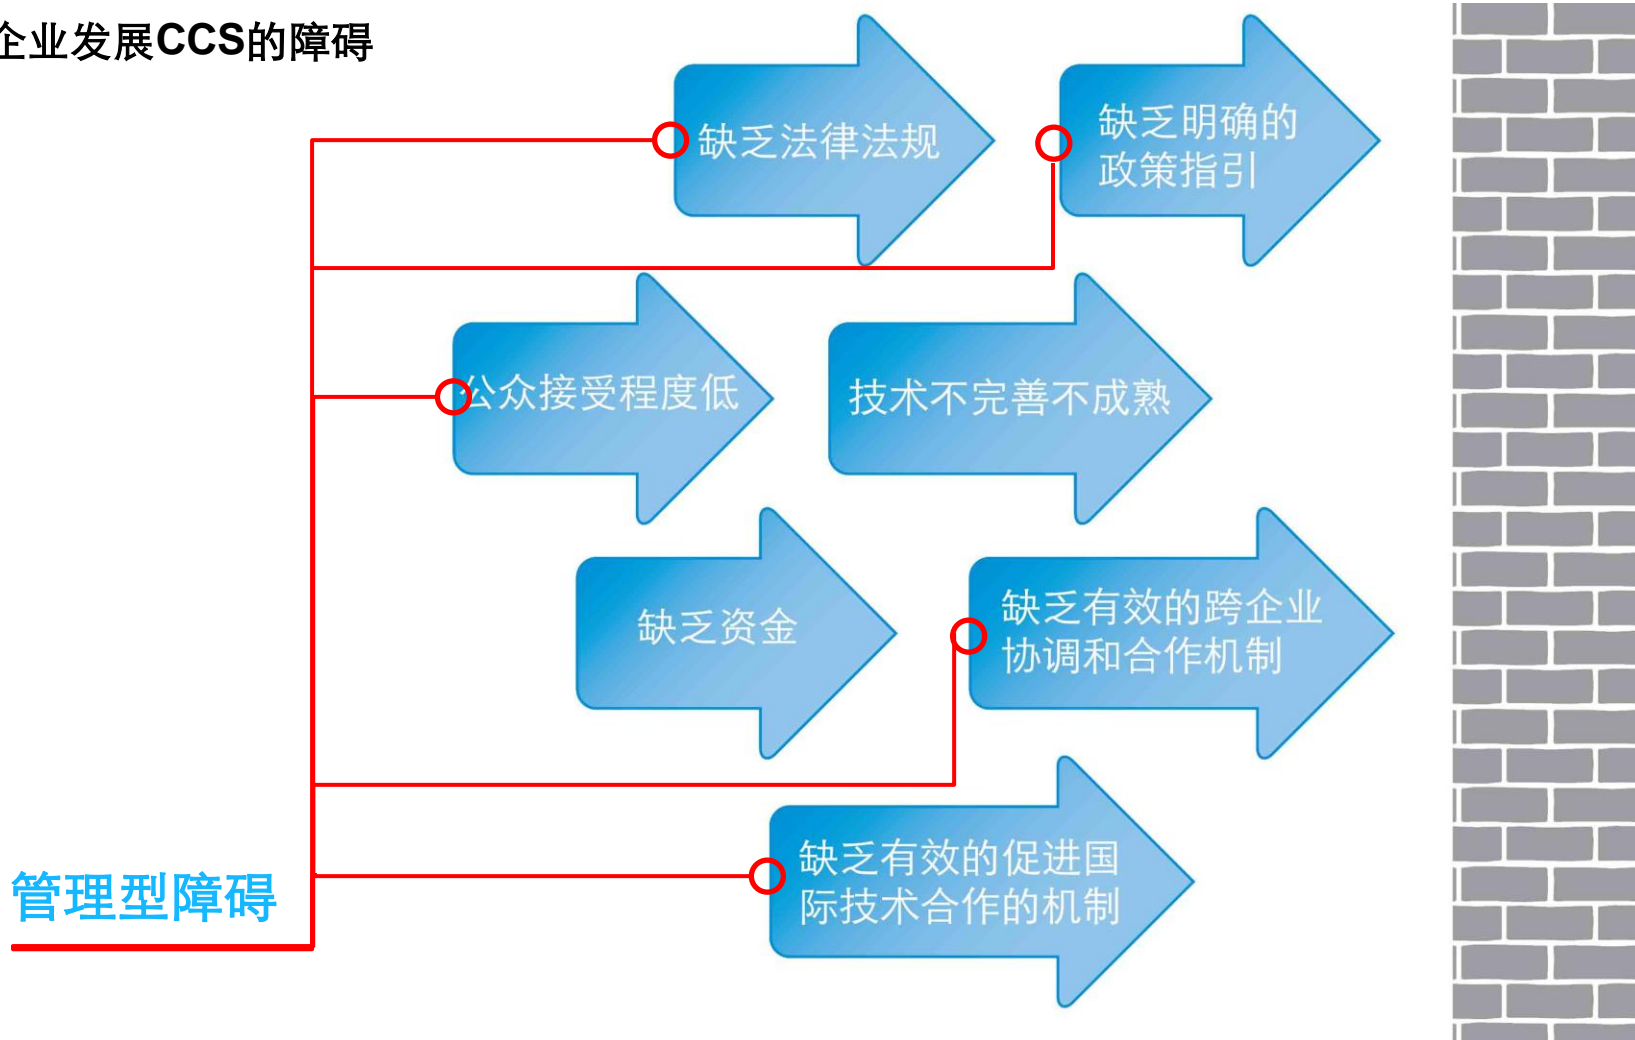 企业发展CCS的障碍
缺乏法律法规
缺乏明确的
政策指引
公众接受程度低
技术不完善不成熟
缺乏资金
缺乏有效的跨企业
协调和合作机制
缺乏有效的促进国
际技术合作的机制
管理型障碍